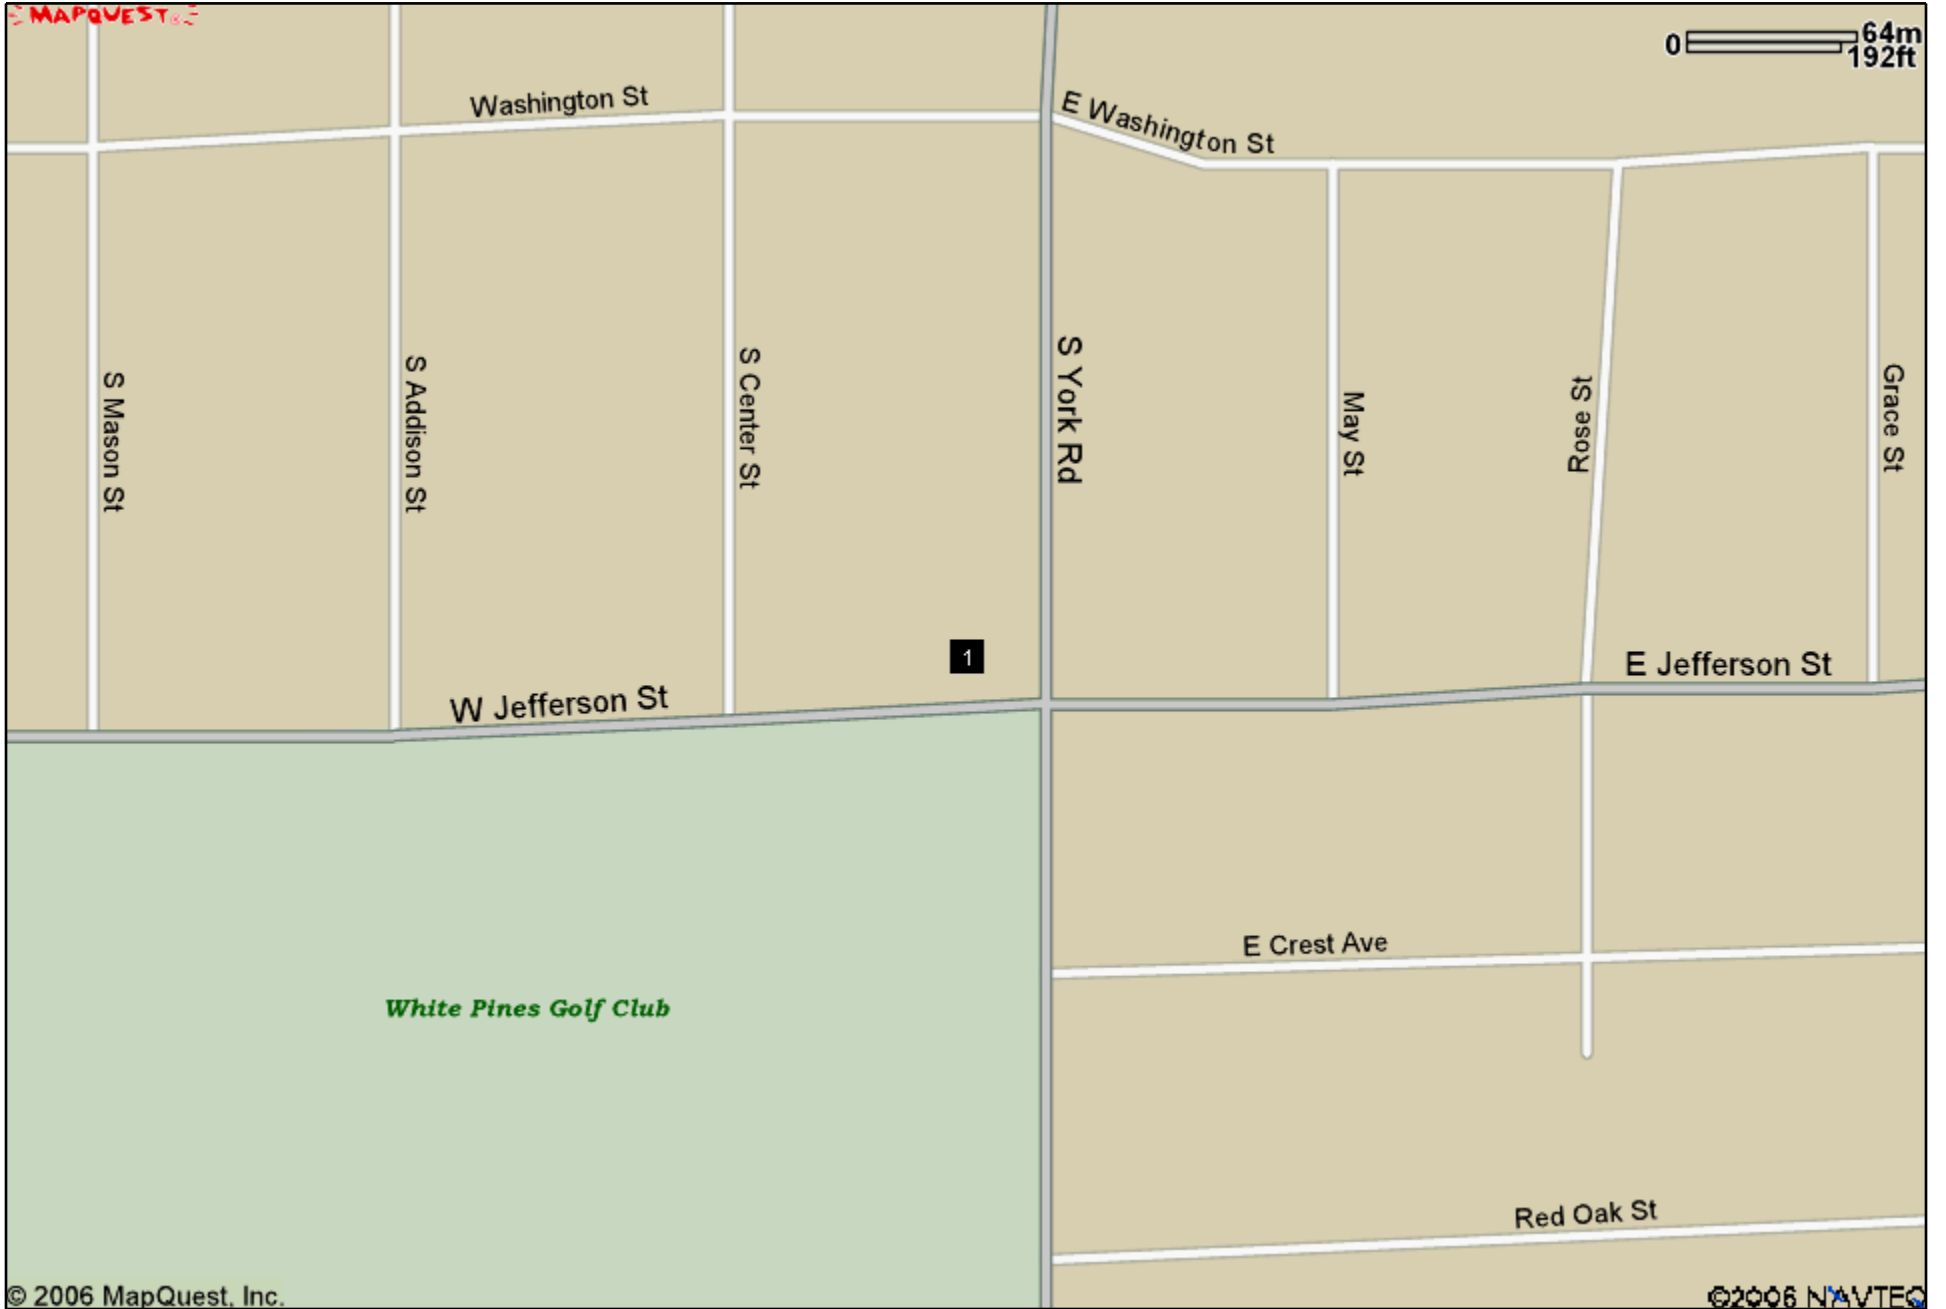 MAPQUEST®
0 64m
192ft
Washington St
E Washington St
S Mason St
S Addison St
S Center St
S York Rd
May St
Rose St
Grace St
1
W Jefferson St
E Jefferson St
E Crest Ave
White Pines Golf Club
Red Oak St
© 2006 MapQuest, Inc.
©2006 NAVTEQ